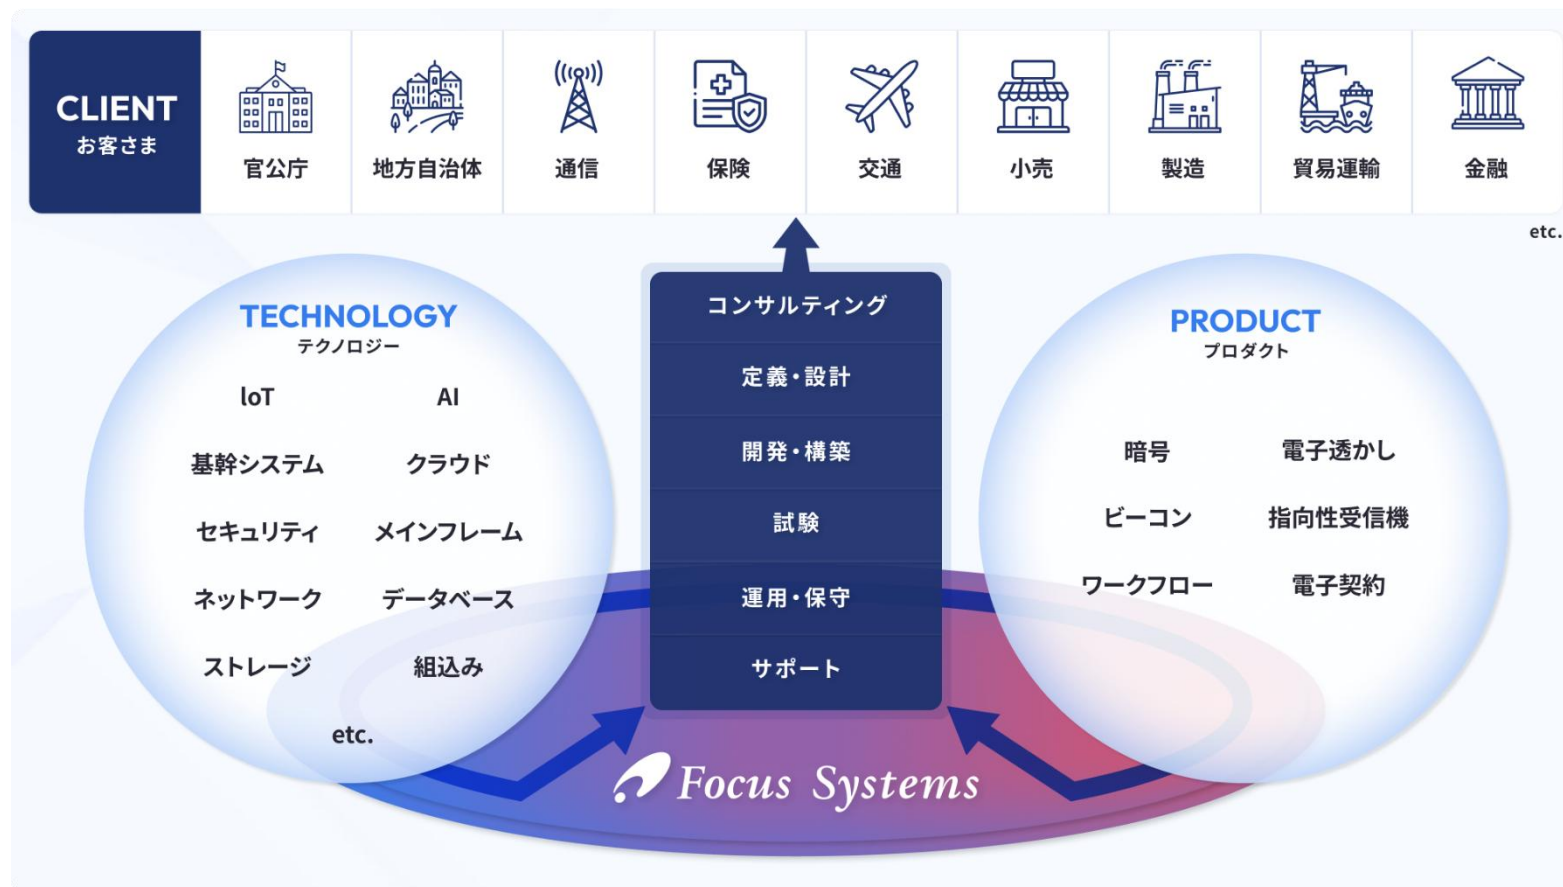 CLIENT
お客さま
官公庁
地方自治体
通信
保険
交通
小売
製造
貿易運輸
金融
etc.
TECHNOLOGY
テクノロジー
IoT AI
基幹システム クラウド
セキュリティ メインフレーム
ネットワーク データベース
ストレージ 組込み
etc.
コンサルティング
定義・設計
開発・構築
試験
運用・保守
サポート
PRODUCT
プロダクト
暗号 電子透かし
ビーコン 指向性受信機
ワークフロー 電子契約
Focus Systems